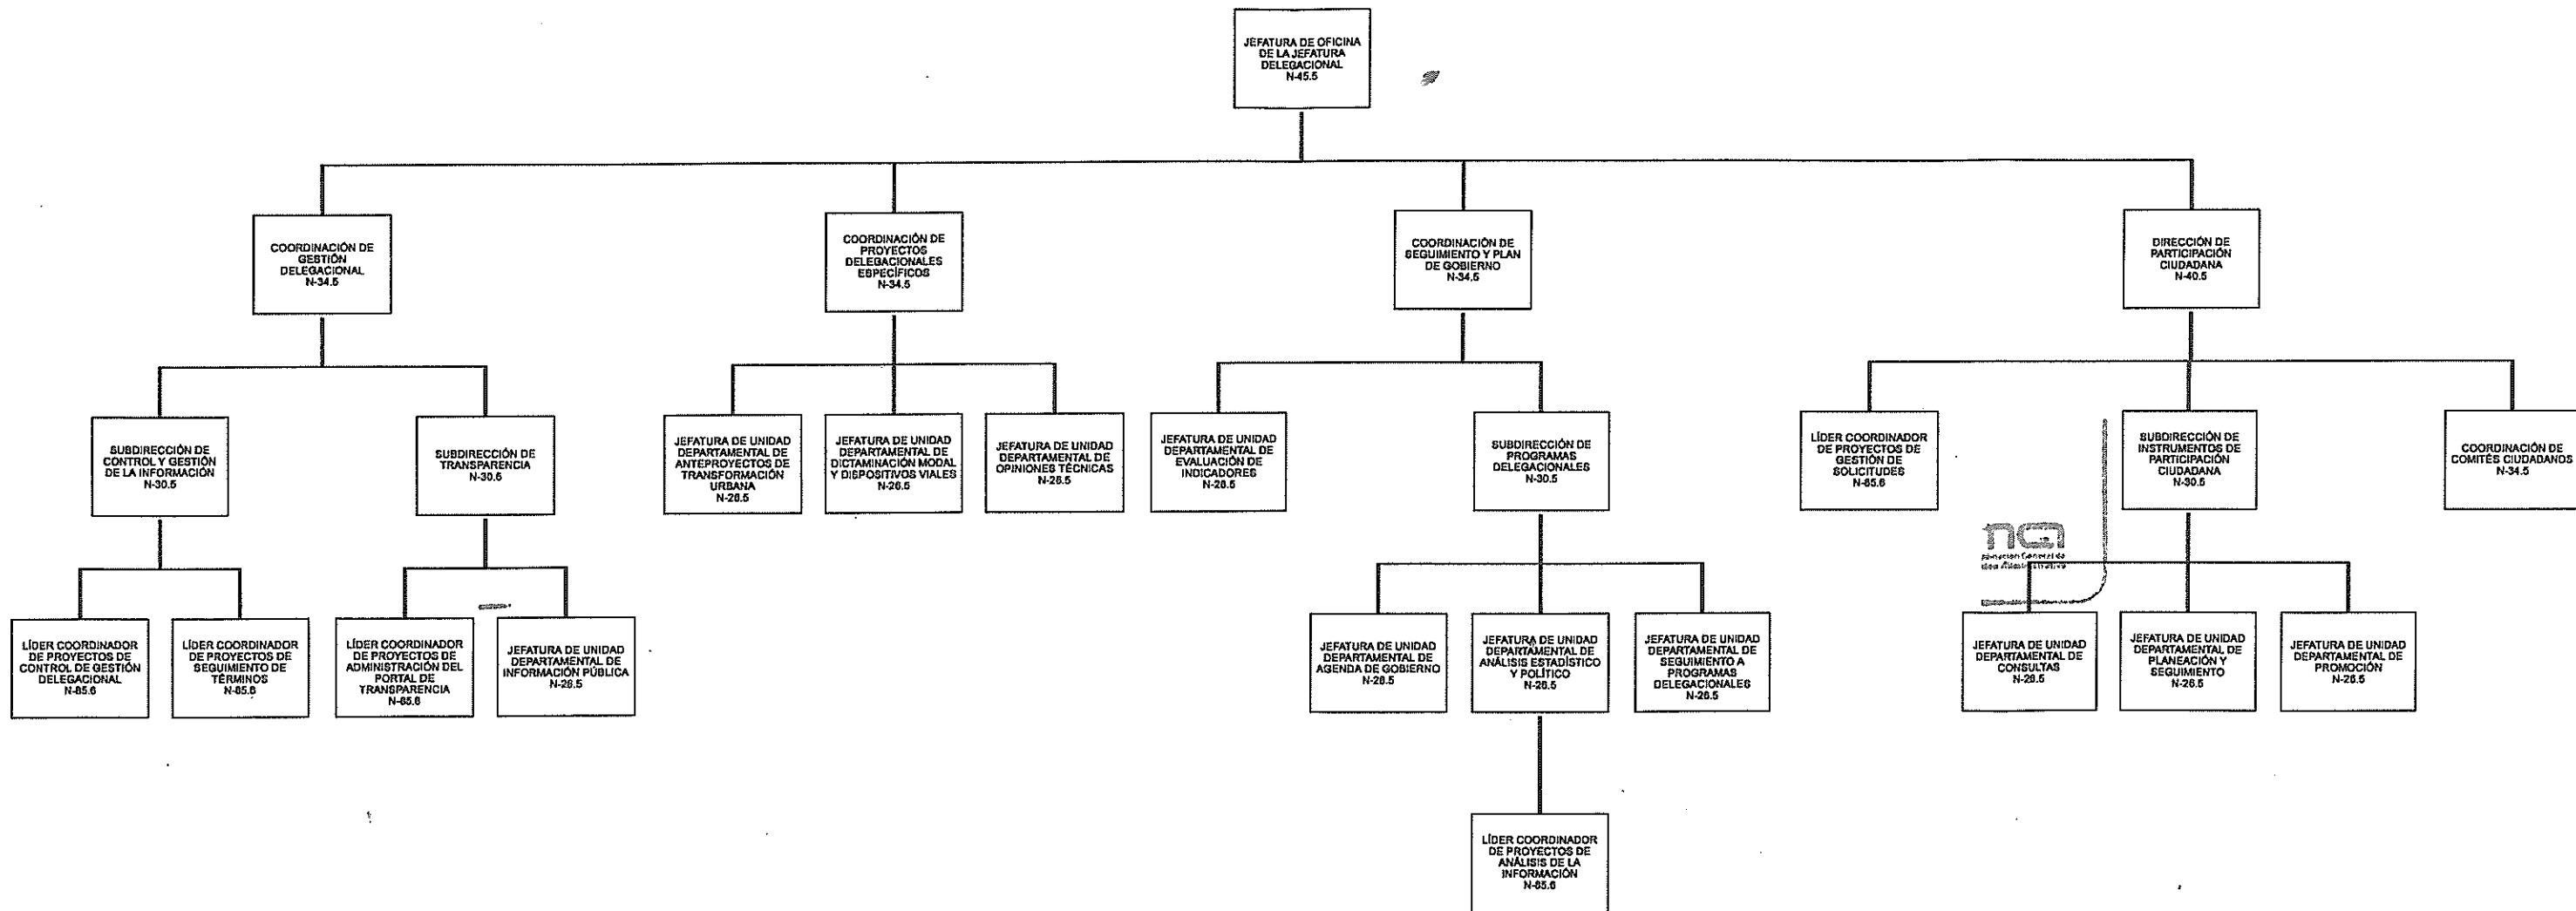 JEFATURA DE OFICINA
DE LA JEFATURA
DELEGACIONAL
N-45.5
COORDINACIÓN DE
GESTIÓN
DELEGACIONAL
N-34.5
COORDINACIÓN DE
PROYECTOS
DELEGACIONALES
ESPECÍFICOS
N-34.5
COORDINACIÓN DE
SEGUIMIENTO Y PLAN
DE GOBIERNO
N-34.5
DIRECCIÓN DE
PARTICIPACIÓN
CIUDADANA
N-40.5
SUBDIRECCIÓN DE
CONTROL Y GESTIÓN
DE LA INFORMACIÓN
N-30.5
SUBDIRECCIÓN DE
TRANSPARENCIA
N-30.5
JEFATURA DE UNIDAD
DEPARTAMENTAL DE
ANTEPROYECTOS DE
TRANSFORMACIÓN
URBANA
N-26.5
JEFATURA DE UNIDAD
DEPARTAMENTAL DE
DICTAMINACIÓN MODAL
Y DISPOSITIVOS VIALES
N-26.5
JEFATURA DE UNIDAD
DEPARTAMENTAL DE
OPINIONES TÉCNICAS
N-26.5
JEFATURA DE UNIDAD
DEPARTAMENTAL DE
EVALUACIÓN DE
INDICADORES
N-26.5
SUBDIRECCIÓN DE
PROGRAMAS
DELEGACIONALES
N-30.5
LÍDER COORDINADOR
DE PROYECTOS DE
GESTIÓN DE
SOLICITUDES
N-85.6
SUBDIRECCIÓN DE
INSTRUMENTOS DE
PARTICIPACIÓN
CIUDADANA
N-30.5
COORDINACIÓN DE
COMITÉS CIUDADANOS
N-34.5
LÍDER COORDINADOR
DE PROYECTOS DE
CONTROL DE GESTIÓN
DELEGACIONAL
N-85.6
LÍDER COORDINADOR
DE PROYECTOS DE
SEGUIMIENTO DE
TÉRMINOS
N-85.6
LÍDER COORDINADOR
DE PROYECTOS DE
ADMINISTRACIÓN DEL
PORTAL DE
TRANSPARENCIA
N-85.6
JEFATURA DE UNIDAD
DEPARTAMENTAL DE
INFORMACIÓN PÚBLICA
N-26.5
JEFATURA DE UNIDAD
DEPARTAMENTAL DE
AGENDA DE GOBIERNO
N-26.5
JEFATURA DE UNIDAD
DEPARTAMENTAL DE
ANÁLISIS ESTADÍSTICO
Y POLÍTICO
N-26.5
JEFATURA DE UNIDAD
DEPARTAMENTAL DE
SEGUIMIENTO A
PROGRAMAS
DELEGACIONALES
N-26.5
JEFATURA DE UNIDAD
DEPARTAMENTAL DE
CONSULTAS
N-26.5
JEFATURA DE UNIDAD
DEPARTAMENTAL DE
PLANEACIÓN Y
SEGUIMIENTO
N-26.5
JEFATURA DE UNIDAD
DEPARTAMENTAL DE
PROMOCIÓN
N-26.5
LÍDER COORDINADOR
DE PROYECTOS DE
ANÁLISIS DE LA
INFORMACIÓN
N-85.6